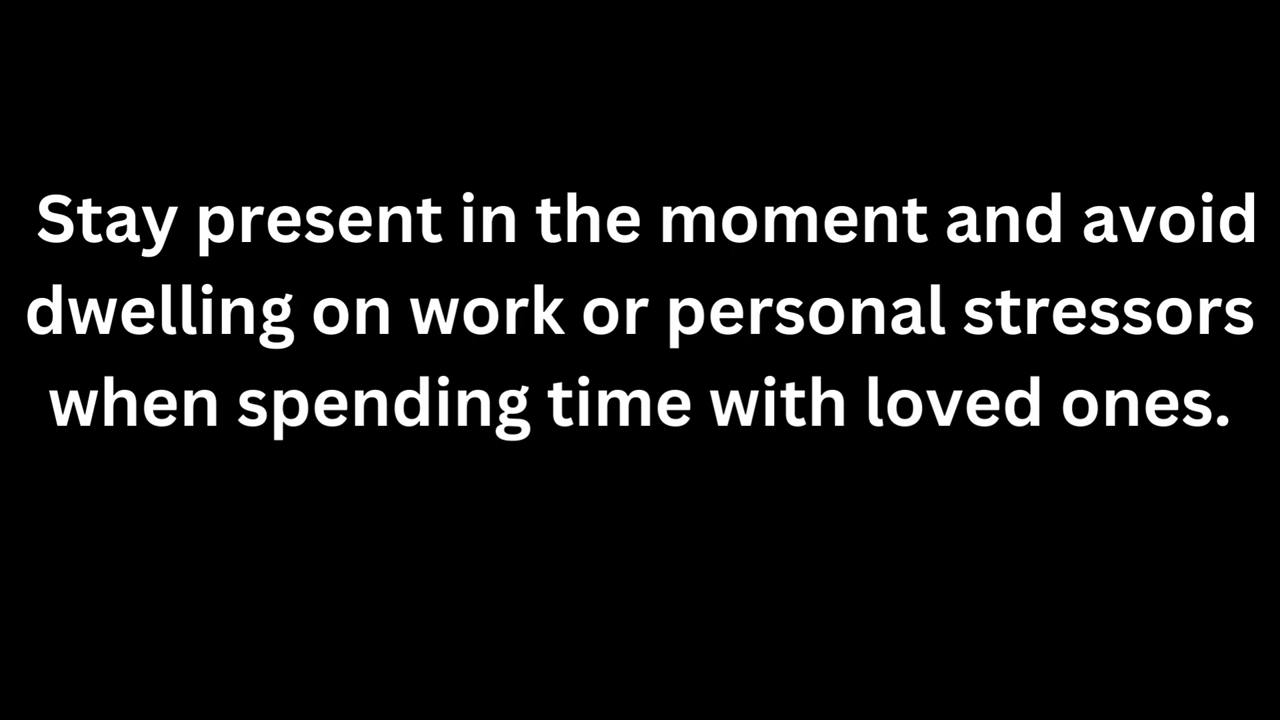 Stay present in the moment and avoid
dwelling on work or personal stressors
when spending time with loved ones.